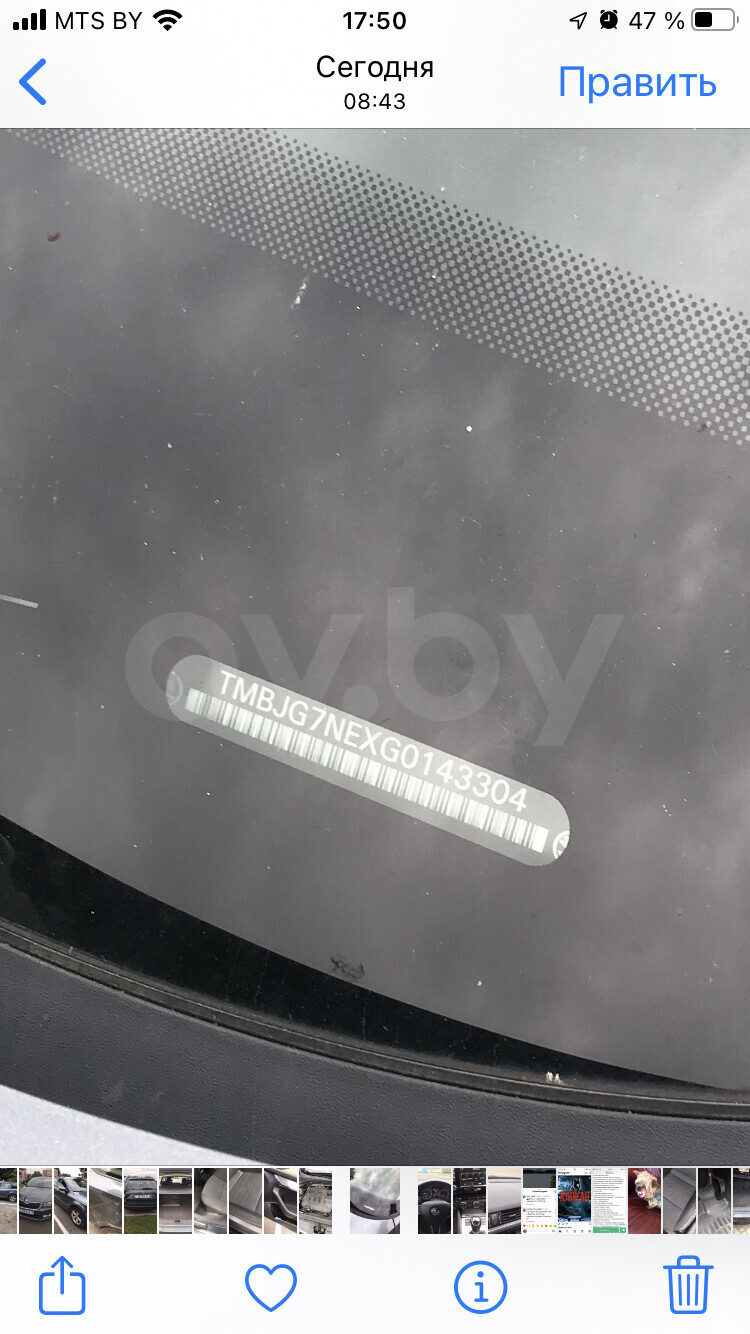 MTS BY
17:50
47 %
Сегодня
08:43
Править
av.by
TMBJG7NEXG0143304